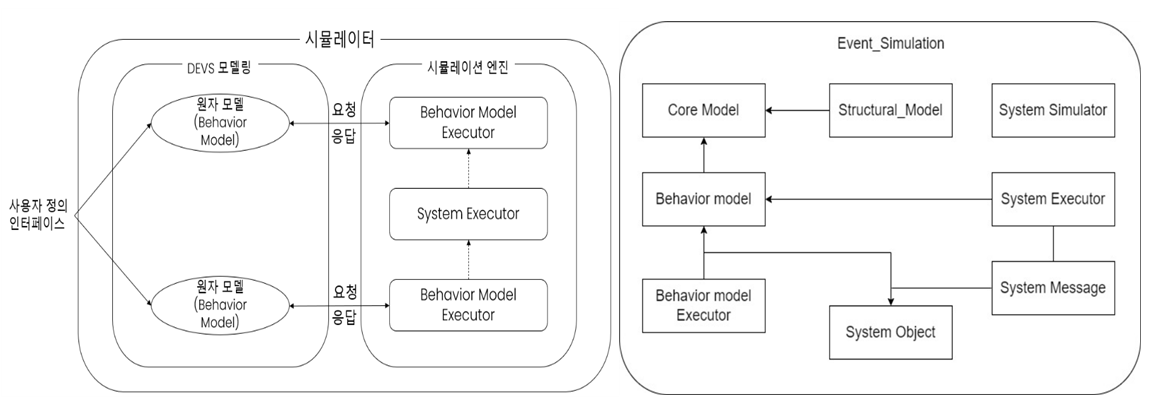 시뮬레이터
DEVS 모델링
시뮬레이션 엔진
원자 모델
(Behavior
Model)
요청
응답
Behavior Model
Executor
사용자 정의
인터페이스
System Executor
원자 모델
(Behavior
Model)
요청
응답
Behavior Model
Executor
Event_Simulation
Core Model
Structural_Model
System Simulator
Behavior model
System Executor
Behavior model
Executor
System Message
System Object